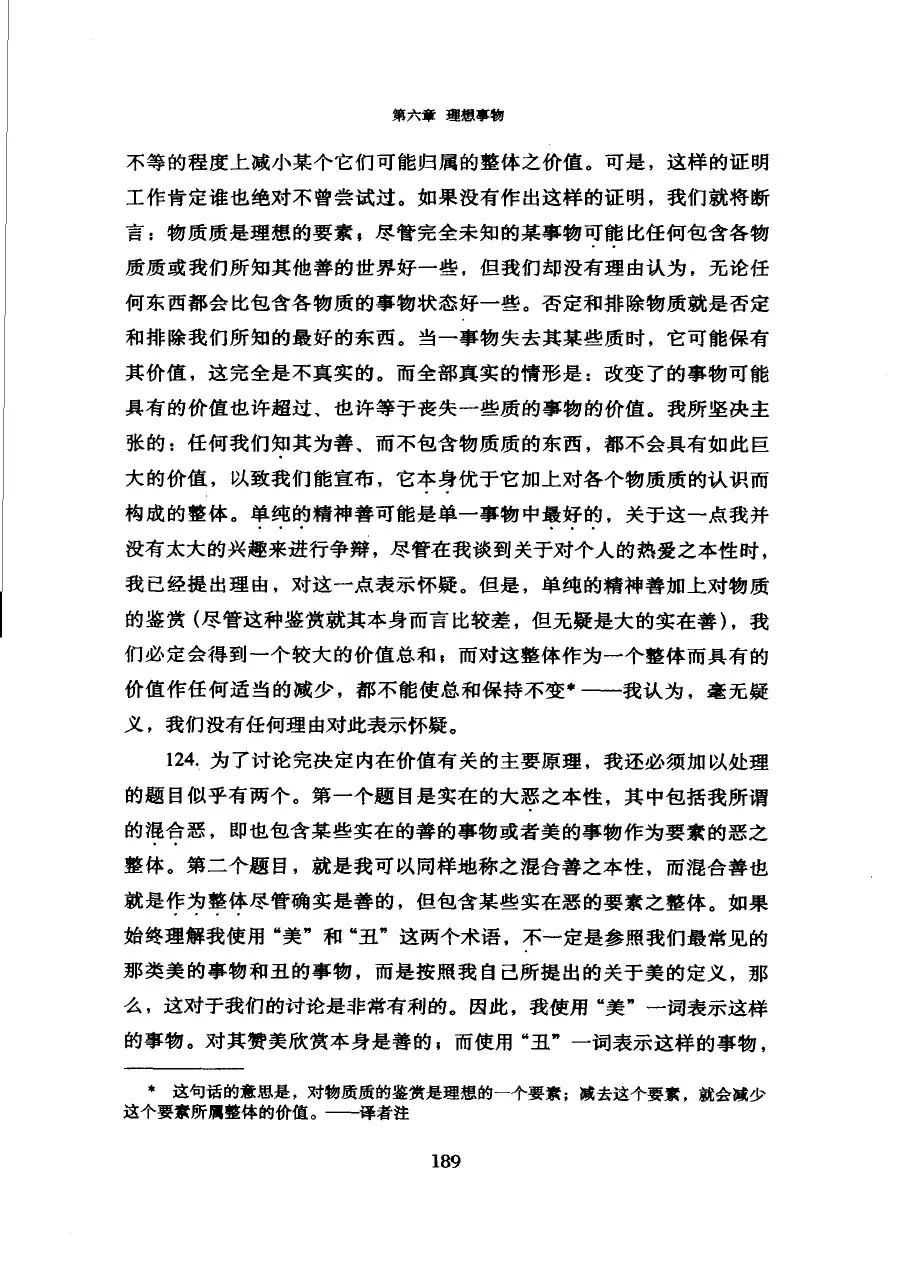 第六章 理想事物
不等的程度上减小某个它们可能归属的整体之价值。可是，这样的证明
工作肯定谁也绝对不曾尝试过。如果没有作出这样的证明，我们就将断
言：物质质是理想的要素；尽管完全未知的某事物可能比任何包含各物
质质或我们所知其他善的世界好一些，但我们却没有理由认为，无论任
何东西都会比包含各物质的事物状态好一些。否定和排除物质就是否定
和排除我们所知的最好的东西。当一事物失去其某些质时，它可能保有
其价值，这完全是不真实的。而全部真实的情形是：改变了的事物可能
具有的价值也许超过、也许等于丧失一些质的事物的价值。我所坚决主
张的：任何我们知其为善、而不包含物质质的东西，都不会具有如此巨
大的价值，以致我们能宣布，它本身优于它加上对各个物质质的认识而
构成的整体。单纯的精神善可能是单一事物中最好的，关于这一点我并
没有太大的兴趣来进行争辩，尽管在我谈到关于对个人的热爱之本性时，
我已经提出理由，对这一点表示怀疑。但是，单纯的精神善加上对物质
的鉴赏（尽管这种鉴赏就其本身而言比较差，但无疑是大的实在善），我
们必定会得到一个较大的价值总和；而对这整体作为一个整体而具有的
价值作任何适当的减少，都不能使总和保持不变*——我认为，毫无疑
义，我们没有任何理由对此表示怀疑。
124. 为了讨论完决定内在价值有关的主要原理，我还必须加以处理
的题目似乎有两个。第一个题目是实在的大恶之本性，其中包括我所谓
的混合恶，即也包含某些实在的善的事物或者美的事物作为要素的恶之
整体。第二个题目，就是我可以同样地称之混合善之本性，而混合善也
就是作为整体尽管确实是善的，但包含某些实在恶的要素之整体。如果
始终理解我使用“美”和“丑”这两个术语，不一定是参照我们最常见的
那类美的事物和丑的事物，而是按照我自己所提出的关于美的定义，那
么，这对于我们的讨论是非常有利的。因此，我使用“美”一词表示这样
的事物。对其赞美欣赏本身是善的；而使用“丑”一词表示这样的事物，
* 这句话的意思是，对物质质的鉴赏是理想的一个要素；减去这个要素，就会减少
这个要素所属整体的价值。——译者注
189